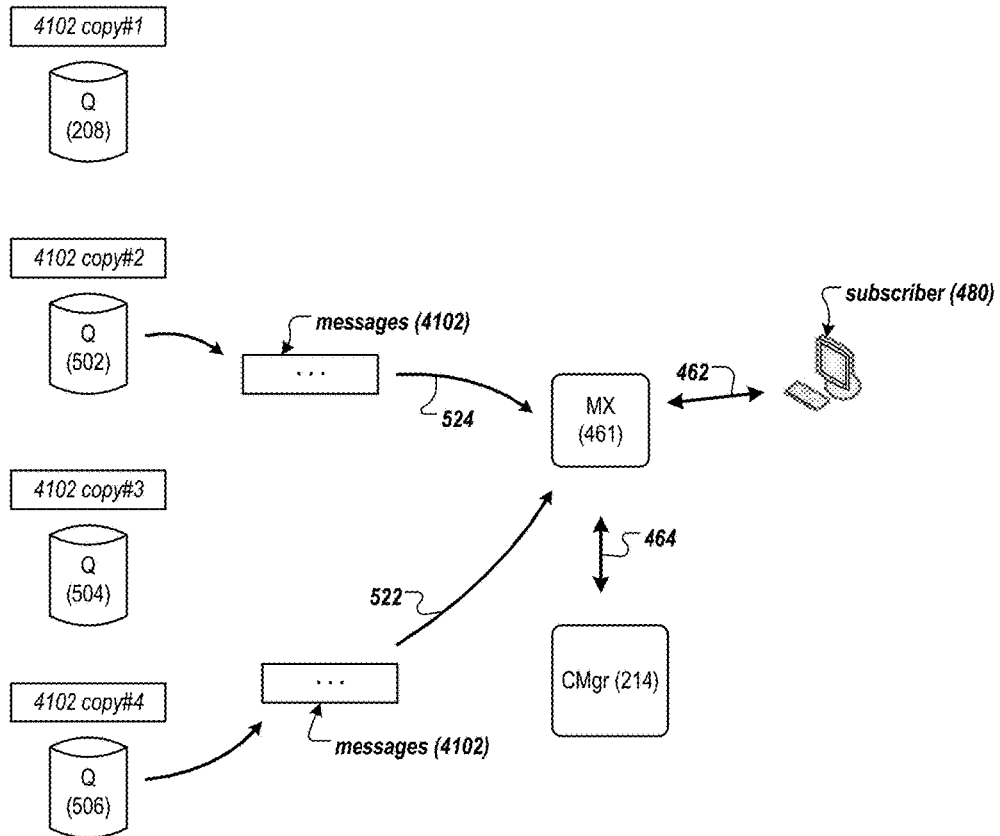 4102 copy#1
Q
(208)
4102 copy#2
Q
(502)
messages (4102)
. . .
524
subscriber (480)
462
MX
(461)
4102 copy#3
Q
(504)
464
522
CMgr (214)
. . .
messages (4102)
4102 copy#4
Q
(506)